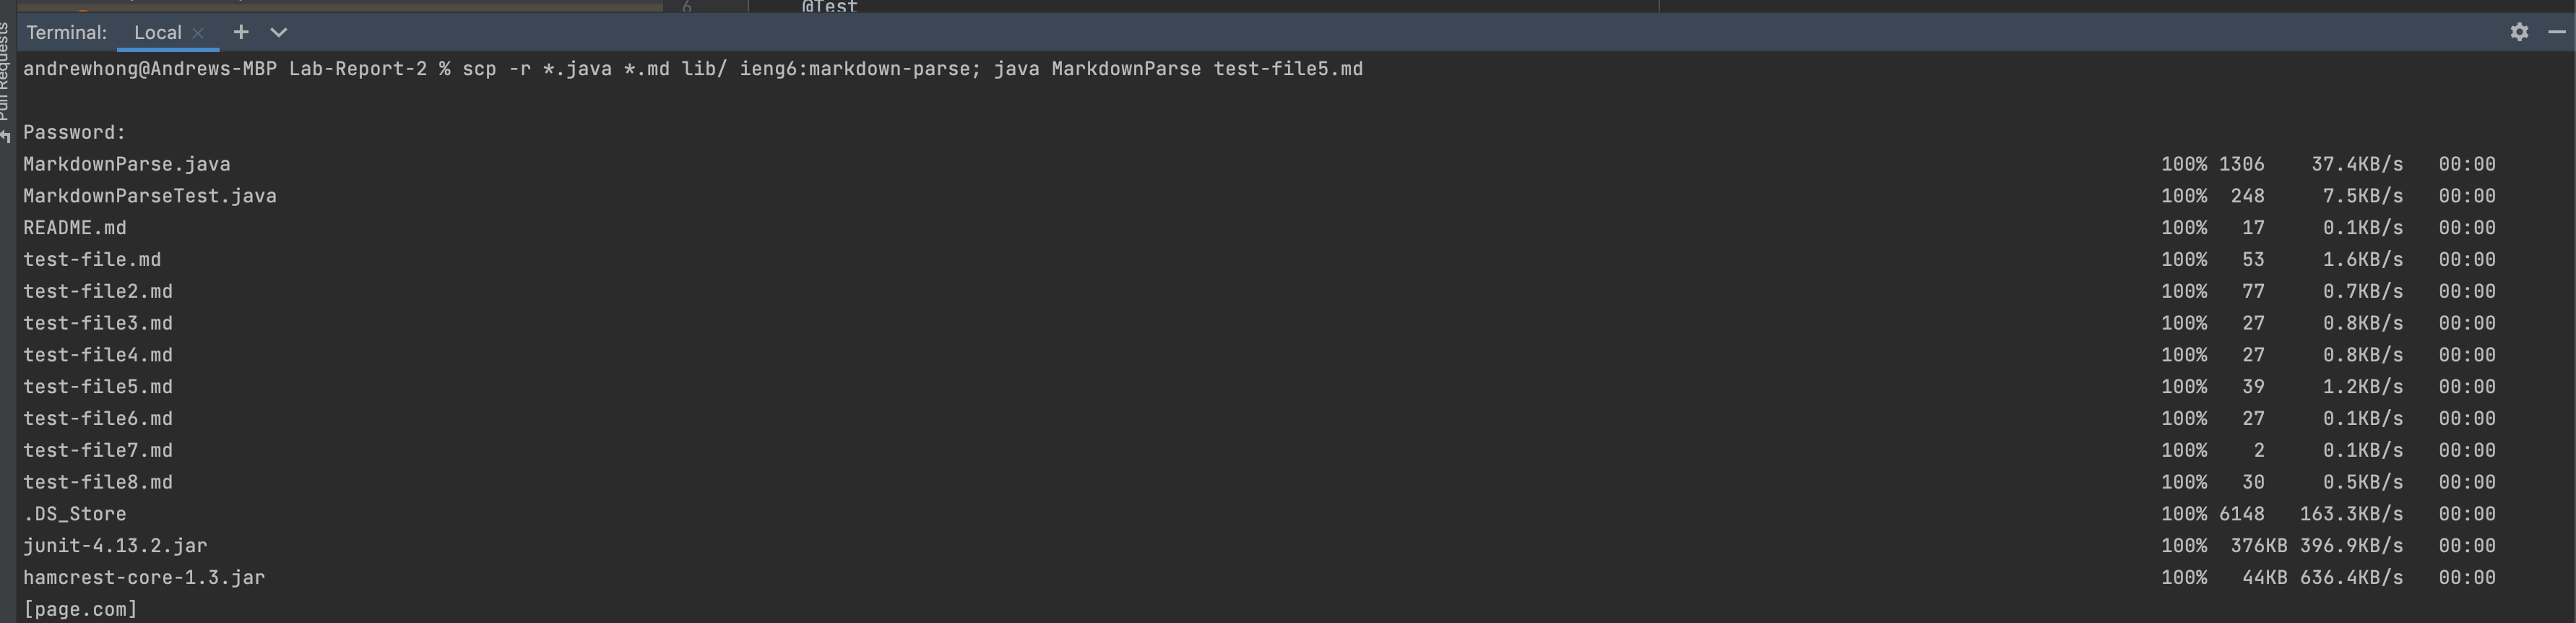 6 @Test
Pull Requests
Terminal: Local
andrewhong@Andrews-MBP Lab-Report-2 % scp -r *.java *.md lib/ ieng6:markdown-parse; java MarkdownParse test-file5.md
Password:
MarkdownParse.java 100% 1306 37.4KB/s 00:00
MarkdownParseTest.java 100% 248 7.5KB/s 00:00
README.md 100% 17 0.1KB/s 00:00
test-file.md 100% 53 1.6KB/s 00:00
test-file2.md 100% 77 0.7KB/s 00:00
test-file3.md 100% 27 0.8KB/s 00:00
test-file4.md 100% 27 0.8KB/s 00:00
test-file5.md 100% 39 1.2KB/s 00:00
test-file6.md 100% 27 0.1KB/s 00:00
test-file7.md 100% 2 0.1KB/s 00:00
test-file8.md 100% 30 0.5KB/s 00:00
.DS_Store 100% 6148 163.3KB/s 00:00
junit-4.13.2.jar 100% 376KB 396.9KB/s 00:00
hamcrest-core-1.3.jar 100% 44KB 636.4KB/s 00:00
[page.com]